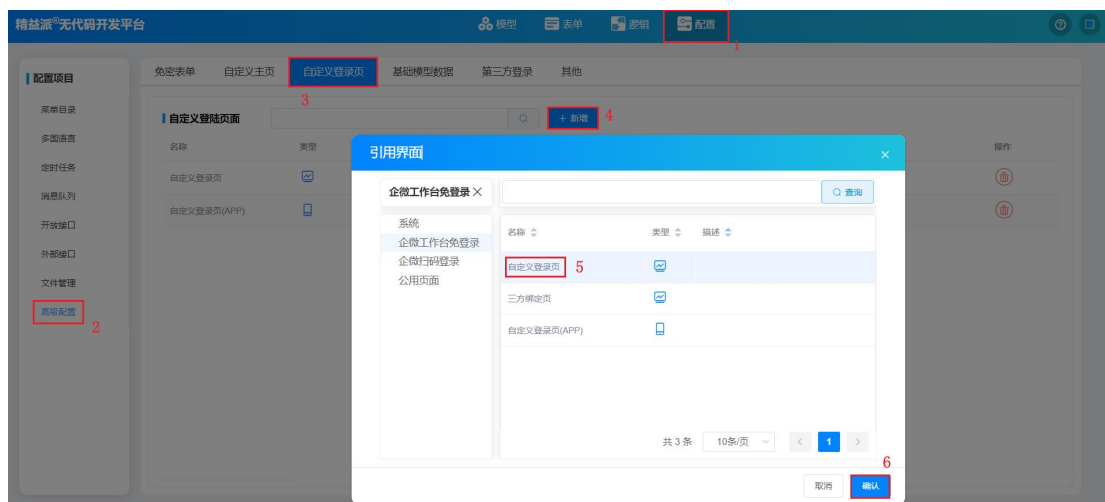 精益派®无代码开发平台
模型 表单 逻辑 配置
1
配置项目
菜单目录
多国语言
定时任务
消息队列
开放接口
外部接口
文件管理
高级配置
2
免密表单 自定义主页 自定义登录页 基础模型数据 第三方登录 其他
3
自定义登陆页面
+ 新增 4
名称 类型 操作
自定义登录页
自定义登录页(APP)
引用界面 ×
企微工作台免登录 ×
查询
系统
企微工作台免登录
企微扫码登录
公用页面
名称 类型 描述
自定义登录页 5
三方绑定页
自定义登录页(APP)
共 3 条 10条/页 < 1 >
6
取消 确认